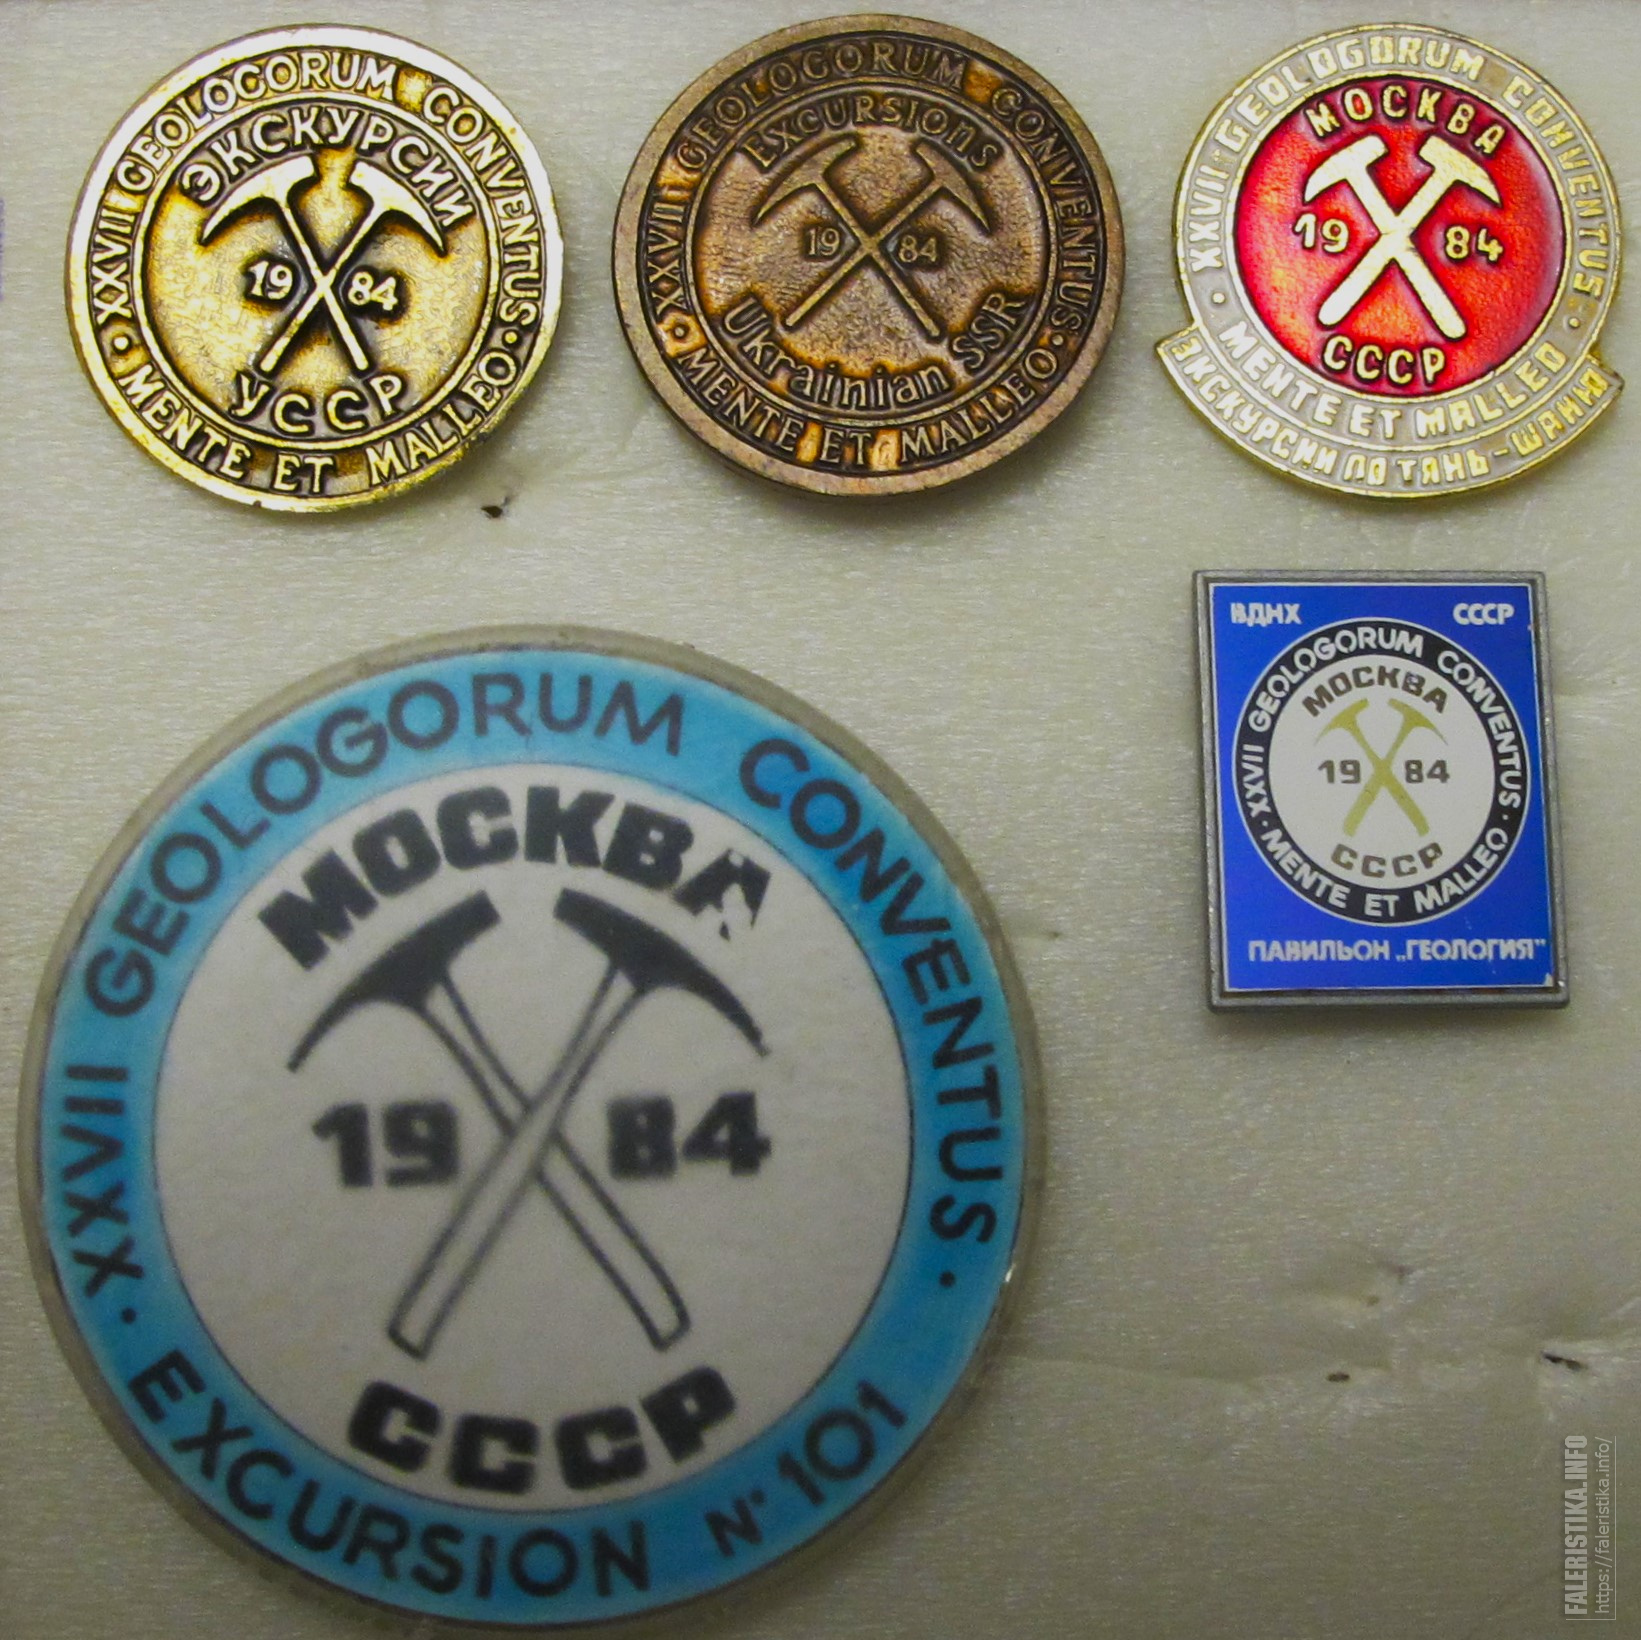 XXVII GEOLOGORUM CONVENTUS · MENTE ET MALLEO ·
ЭКСКУРСИИ
19 84
УССР
XXVII GEOLOGORUM CONVENTUS · MENTE ET MALLEO ·
Excursions
19 84
Ukrainian SSR
XXVII GEOLOGORUM CONVENTUS · MENTE ET MALLEO ·
МОСКВА
19 84
СССР
ЭКСКУРСИИ ПО ТЯНЬ-ШАНЮ
ВДНХ СССР
XXVII GEOLOGORUM CONVENTUS · MENTE ET MALLEO ·
МОСКВА
19 84
СССР
ПАВИЛЬОН „ГЕОЛОГИЯ"
XXVII GEOLOGORUM CONVENTUS ·
МОСКВА
19 84
СССР
· EXCURSION N° 101
FALERISTIKA.INFO
https://faleristika.info/